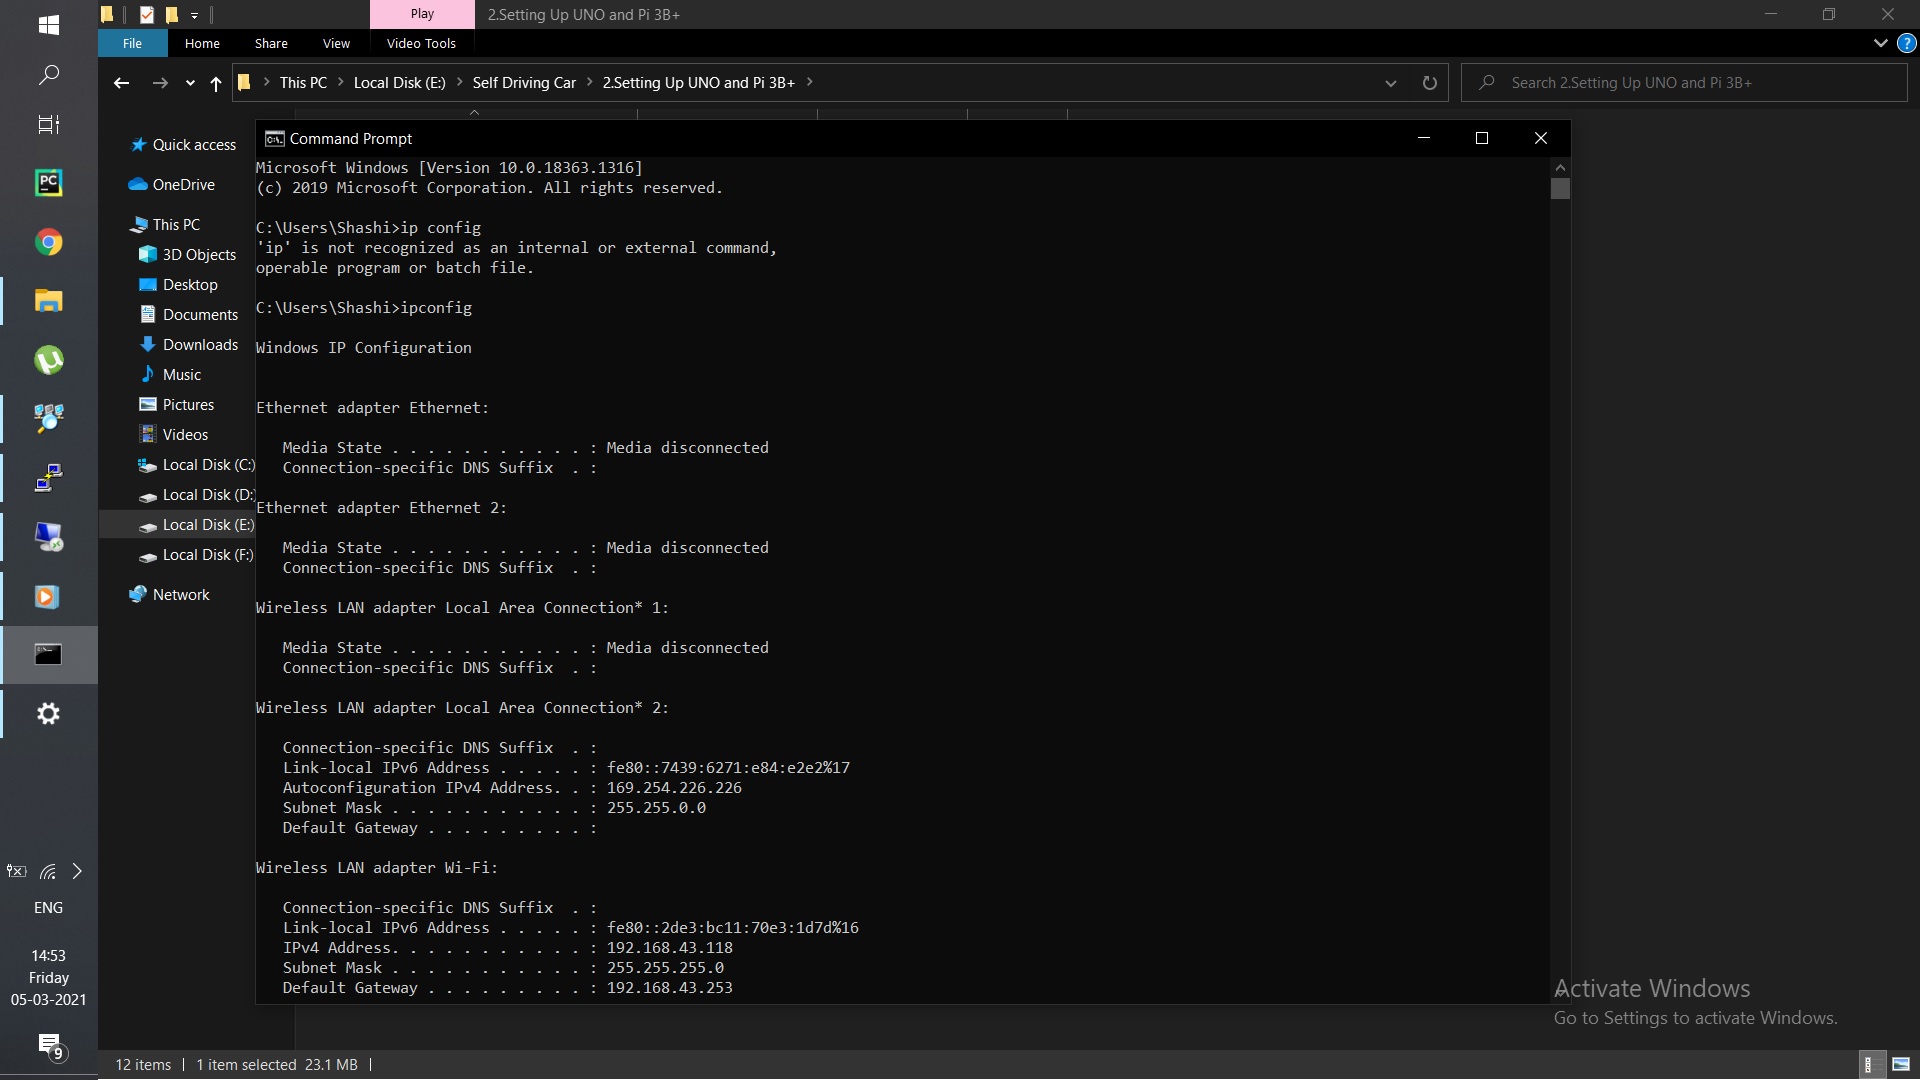 Play
2.Setting Up UNO and Pi 3B+
File
Home
Share
View
Video Tools
This PC
Local Disk (E:)
Self Driving Car
2.Setting Up UNO and Pi 3B+
Search 2.Setting Up UNO and Pi 3B+
Quick access
OneDrive
This PC
3D Objects
Desktop
Documents
Downloads
Music
Pictures
Videos
Local Disk (C:)
Local Disk (D:)
Local Disk (E:)
Local Disk (F:)
Network
Command Prompt
Microsoft Windows [Version 10.0.18363.1316]
(c) 2019 Microsoft Corporation. All rights reserved.
C:\Users\Shashi>ip config
'ip' is not recognized as an internal or external command,
operable program or batch file.
C:\Users\Shashi>ipconfig
Windows IP Configuration
Ethernet adapter Ethernet:
Media State . . . . . . . . . . . : Media disconnected
Connection-specific DNS Suffix  . :
Ethernet adapter Ethernet 2:
Media State . . . . . . . . . . . : Media disconnected
Connection-specific DNS Suffix  . :
Wireless LAN adapter Local Area Connection* 1:
Media State . . . . . . . . . . . : Media disconnected
Connection-specific DNS Suffix  . :
Wireless LAN adapter Local Area Connection* 2:
Connection-specific DNS Suffix  . :
Link-local IPv6 Address . . . . . : fe80::7439:6271:e84:e2e2%17
Autoconfiguration IPv4 Address. . : 169.254.226.226
Subnet Mask . . . . . . . . . . . : 255.255.0.0
Default Gateway . . . . . . . . . :
Wireless LAN adapter Wi-Fi:
Connection-specific DNS Suffix  . :
Link-local IPv6 Address . . . . . : fe80::2de3:bc11:70e3:1d7d%16
IPv4 Address. . . . . . . . . . . : 192.168.43.118
Subnet Mask . . . . . . . . . . . : 255.255.255.0
Default Gateway . . . . . . . . . : 192.168.43.253
PC
ENG
14:53
Friday
05-03-2021
9
Activate Windows
Go to Settings to activate Windows.
12 items
1 item selected 23.1 MB